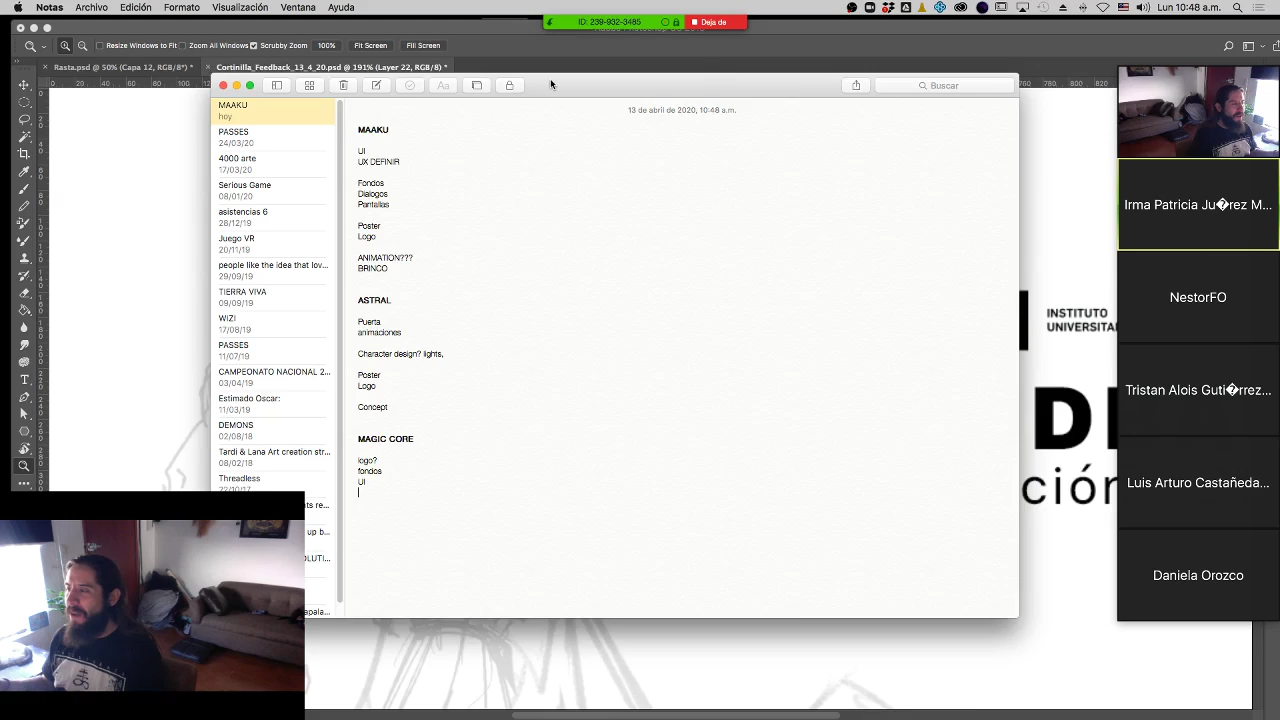 Notas Archivo Edición Formato Visualización Ventana Ayuda
Lun 10:48 a.m.
ID: 239-932-3485
Deja de
Resize Windows to Fit
Zoom All Windows
Scrubby Zoom
100%
Fit Screen
Fill Screen
Rasta.psd @ 50% (Capa 12, RGB/8*) *
Cortinilla_Feedback_13_4_20.psd @ 191% (Layer 22, RGB/8*) *
Buscar
MAAKU
hoy
PASSES
24/03/20
4000 arte
17/03/20
Serious Game
08/01/20
asistencias 6
28/12/19
Juego VR
20/11/19
people like the idea that lov...
29/09/19
TIERRA VIVA
09/09/19
WIZI
17/08/19
PASSES
11/07/19
CAMPEONATO NACIONAL 2...
03/04/19
Estimado Oscar:
11/03/19
DEMONS
02/08/18
Tardi & Lana Art creation str...
08/02/18
Threadless
22/10/17
13 de abril de 2020, 10:48 a.m.
MAAKU
UI
UX DEFINIR
Fondos
Dialogos
Pantallas
Poster
Logo
ANIMATION???
BRINCO
ASTRAL
Puerta
animaciones
Character design? lights,
Poster
Logo
Concept
MAGIC CORE
logo?
fondos
UI
INSTITUTO
UNIVERSITA
ción
Irma Patricia Ju�rez M...
NestorFO
Tristan Alois Guti�rrez...
Luis Arturo Castañeda...
Daniela Orozco